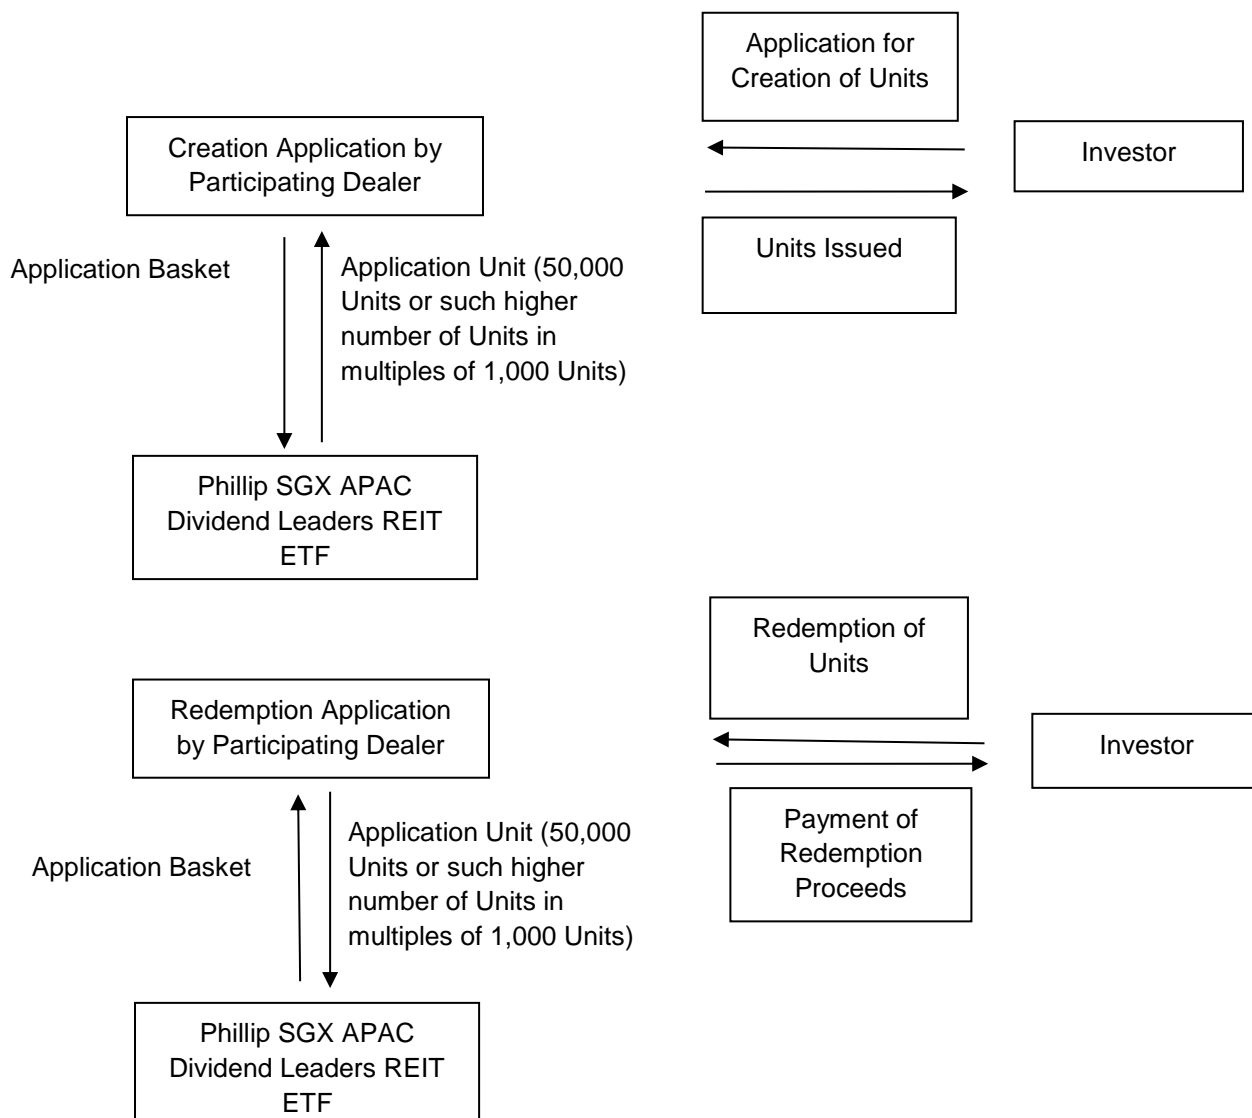 Application for
Creation of Units
Creation Application by
Participating Dealer
Investor
Units Issued
Application Basket
Application Unit (50,000
Units or such higher
number of Units in
multiples of 1,000 Units)
Phillip SGX APAC
Dividend Leaders REIT
ETF
Redemption of
Units
Redemption Application
by Participating Dealer
Investor
Payment of
Redemption
Proceeds
Application Basket
Application Unit (50,000
Units or such higher
number of Units in
multiples of 1,000 Units)
Phillip SGX APAC
Dividend Leaders REIT
ETF